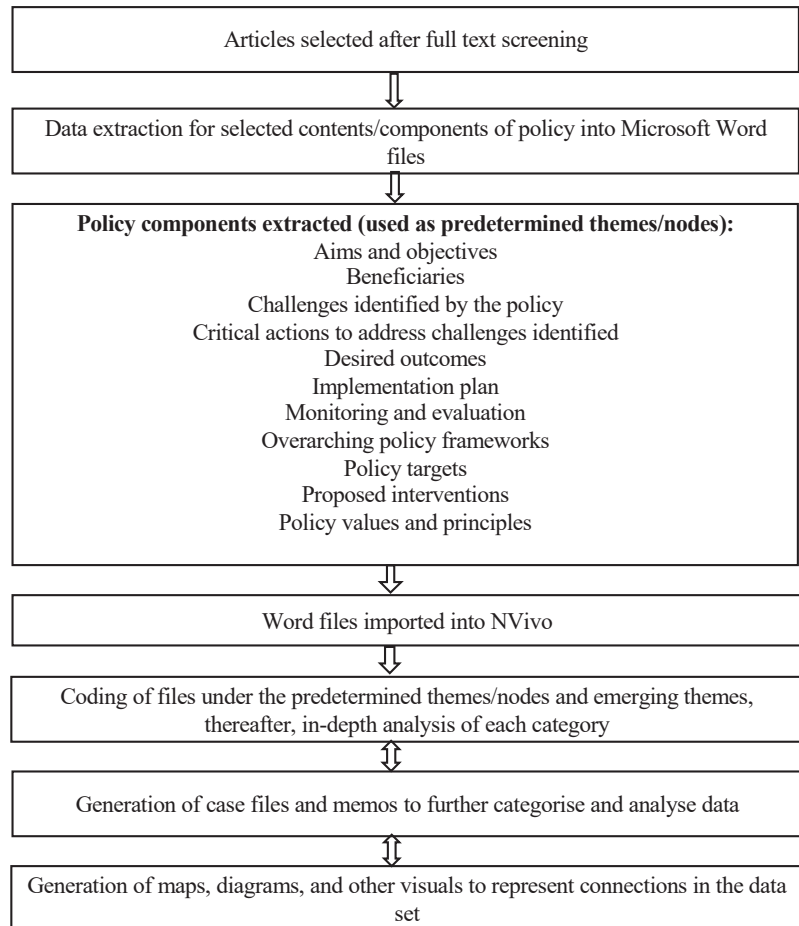 Articles selected after full text screening
Data extraction for selected contents/components of policy into Microsoft Word
files
Policy components extracted (used as predetermined themes/nodes):
Aims and objectives
Beneficiaries
Challenges identified by the policy
Critical actions to address challenges identified
Desired outcomes
Implementation plan
Monitoring and evaluation
Overarching policy frameworks
Policy targets
Proposed interventions
Policy values and principles
Word files imported into NVivo
Coding of files under the predetermined themes/nodes and emerging themes,
thereafter, in-depth analysis of each category
Generation of case files and memos to further categorise and analyse data
Generation of maps, diagrams, and other visuals to represent connections in the data
set